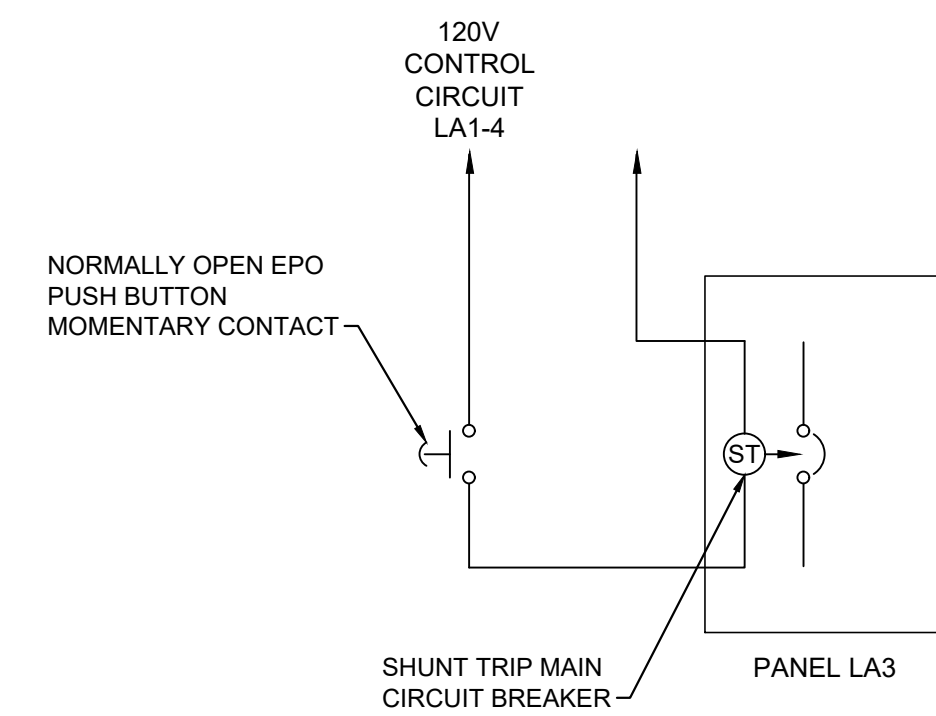 120V
CONTROL
CIRCUIT
LA1-4
NORMALLY OPEN EPO
PUSH BUTTON
MOMENTARY CONTACT
ST
SHUNT TRIP MAIN
CIRCUIT BREAKER
PANEL LA3